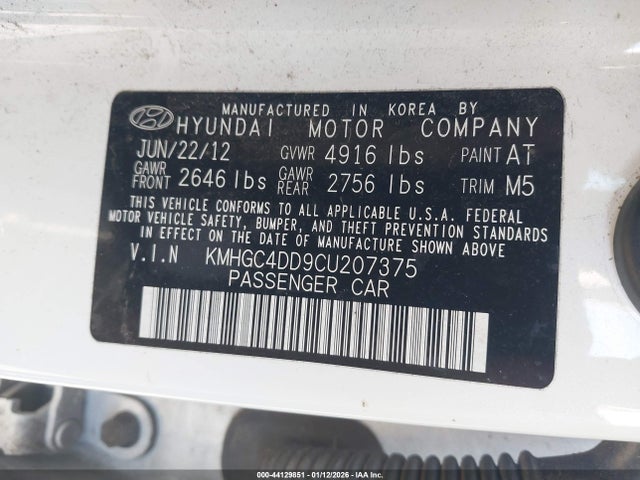 MANUFACTURED IN KOREA BY
HYUNDAI MOTOR COMPANY
JUN/22/12 GVWR 4916 lbs PAINT AT
GAWR FRONT 2646 lbs GAWR REAR 2756 lbs TRIM M5
THIS VEHICLE CONFORMS TO ALL APPLICABLE U.S.A. FEDERAL
MOTOR VEHICLE SAFETY, BUMPER, AND THEFT PREVENTION STANDARDS
IN EFFECT ON THE DATE OF MANUFACTURE SHOWN ABOVE.
V.I.N KMHGC4DD9CU207375
PASSENGER CAR
000-44129851 - 01/12/2026 - IAA Inc.